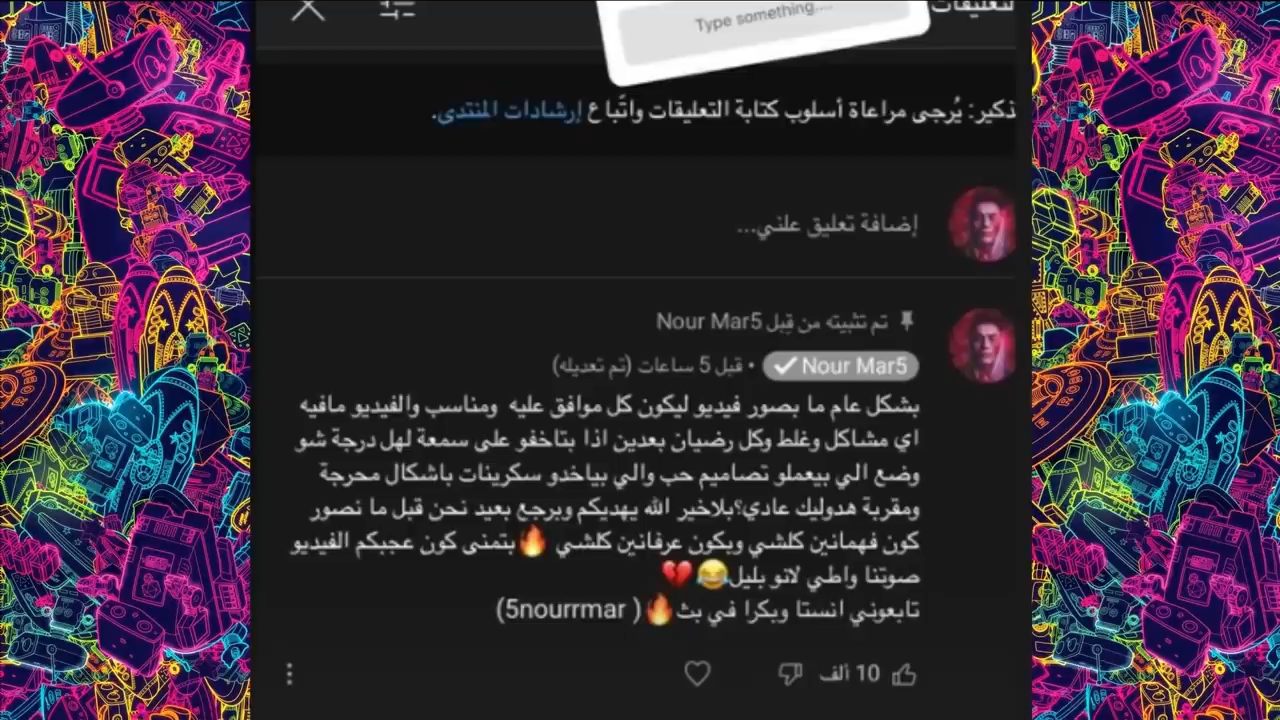 التعليقات
Type something....
ذكير: يُرجى مراعاة أسلوب كتابة التعليقات واتّباع إرشادات المنتدى.
إضافة تعليق علني...
تم تثبيته من قِبل Nour Mar5
Nour Mar5 • قبل 5 ساعات (تم تعديله)
بشكل عام ما بصور فيديو ليكون كل موافق عليه ومناسب والفيديو مافيه
اي مشاكل وغلط وكل رضيان بعدين اذا بتاخفو على سمعة لهل درجة شو
وضع الي بيعملو تصاميم حب والي بياخدو سكرينات باشكال محرجة
ومقربة هدوليك عادي؟بلاخير الله يهديكم وبرجع بعيد نحن قبل ما نصور
كون فهمانين كلشي وبكون عرفانين كلشي 🔥بتمنى كون عجبكم الفيديو
صوتنا واطي لانو بليل😂💔
تابعوني انستا وبكرا في بث🔥( 5nourrmar)
10 ألف